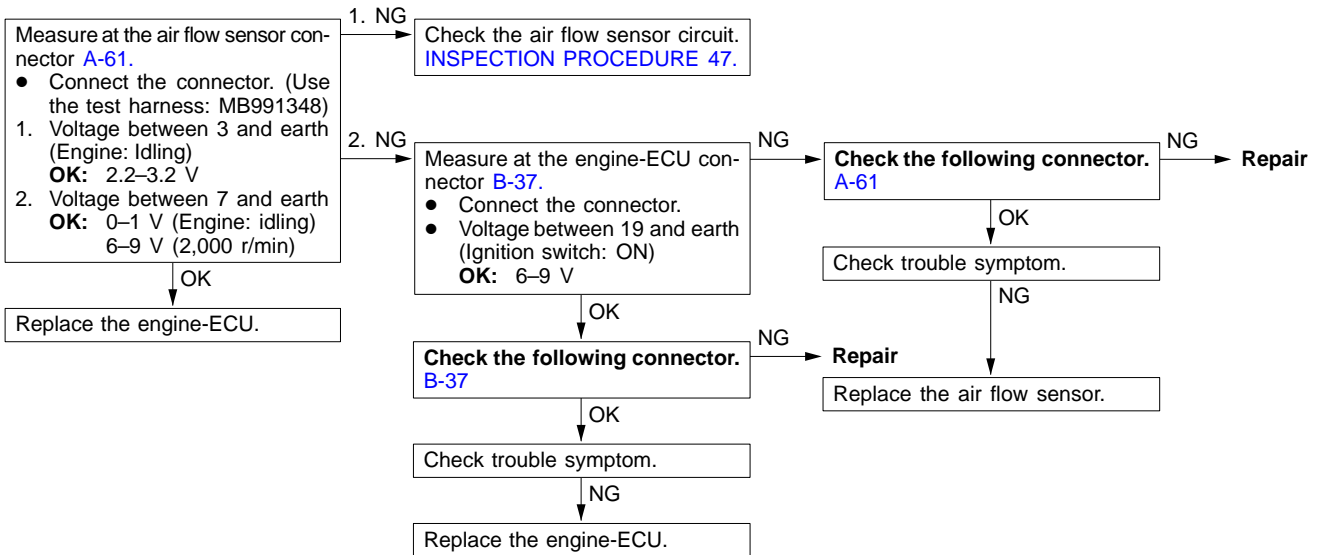 1. NG
Measure at the air flow sensor con-
nector A-61.
● Connect the connector. (Use
the test harness: MB991348)
1. Voltage between 3 and earth
(Engine: Idling)
OK: 2.2–3.2 V
2. Voltage between 7 and earth
OK: 0–1 V (Engine: idling)
6–9 V (2,000 r/min)
Check the air flow sensor circuit.
INSPECTION PROCEDURE 47.
OK
Replace the engine-ECU.
2. NG
Measure at the engine-ECU con-
nector B-37.
● Connect the connector.
● Voltage between 19 and earth
(Ignition switch: ON)
OK: 6–9 V
NG
Check the following connector.
A-61
NG
Repair
OK
Check trouble symptom.
NG
Replace the air flow sensor.
OK
Check the following connector.
B-37
NG
Repair
OK
Check trouble symptom.
NG
Replace the engine-ECU.